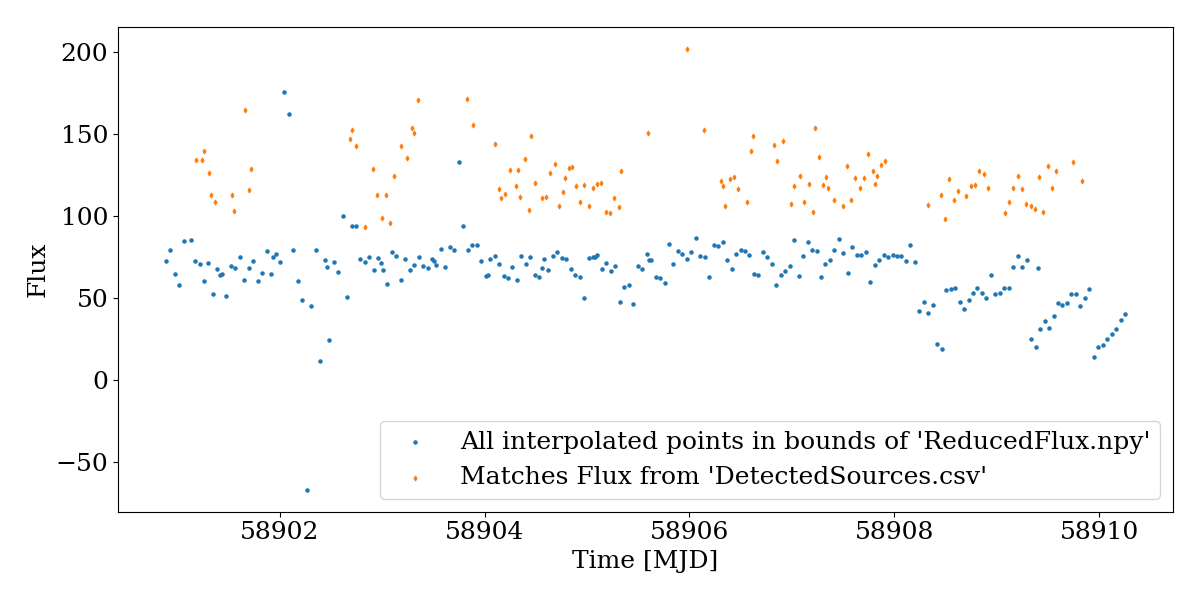 200
150
100
50
0
−50
Flux
58902
58904
58906
58908
58910
Time [MJD]
All interpolated points in bounds of 'ReducedFlux.npy'
Matches Flux from 'DetectedSources.csv'